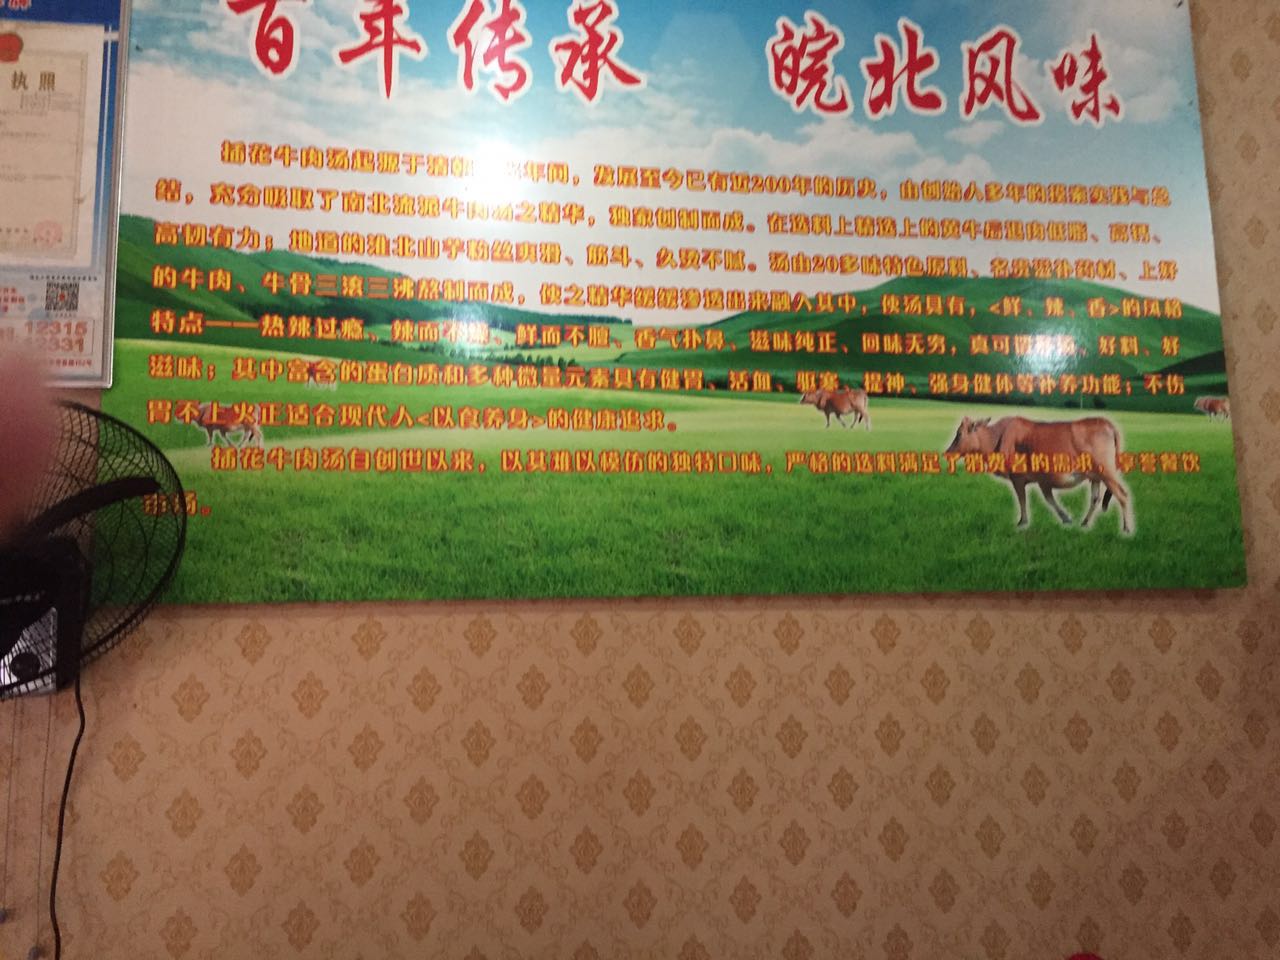 执照
12315
12331
百年传承 皖北风味
插花牛肉汤起源于清朝 年间，发展至今已有近200年的历史，由创始人多年的摸索实践与总
结，充分吸取了南北流派牛肉汤之精华，独家创制而成。在选料上精选上的黄牛后退肉低脂、高钙、
高韧有力；地道的淮北山芋粉丝爽滑、筋斗、久烫不腻。汤由20多味特色原料、名贵滋补药材、上好
的牛肉、牛骨三滚三沸熬制而成，使之精华缓缓渗透出来融入其中，使汤具有，<鲜、辣、香>的风格
特点——热辣过瘾、辣而不燥、鲜而不膻、香气扑鼻、滋味纯正、回味无穷，真可谓 、好料、好
滋味；其中富含的蛋白质和多种微量元素具有健胃、活血、驱寒、提神、强身健体等补养功能；不伤
胃不上火正适合现代人<以食养身>的健康追求。
插花牛肉汤自创世以来，以其难以模仿的独特口味，严格的选料满足了消费者的需求，享誉餐饮
市场。